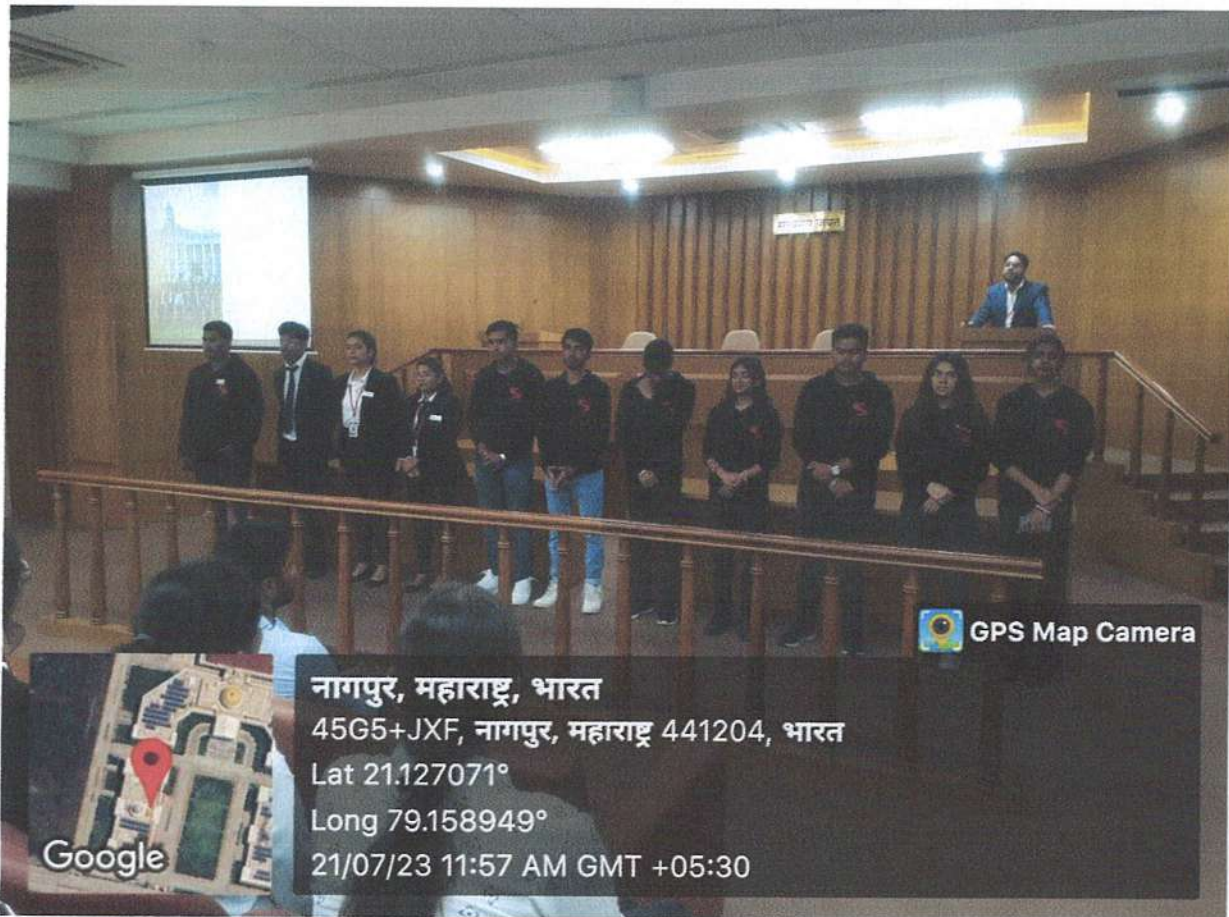 GPS Map Camera
नागपुर, महाराष्ट्र, भारत
45G5+JXF, नागपुर, महाराष्ट्र 441204, भारत
Lat 21.127071°
Long 79.158949°
21/07/23 11:57 AM GMT +05:30
Google